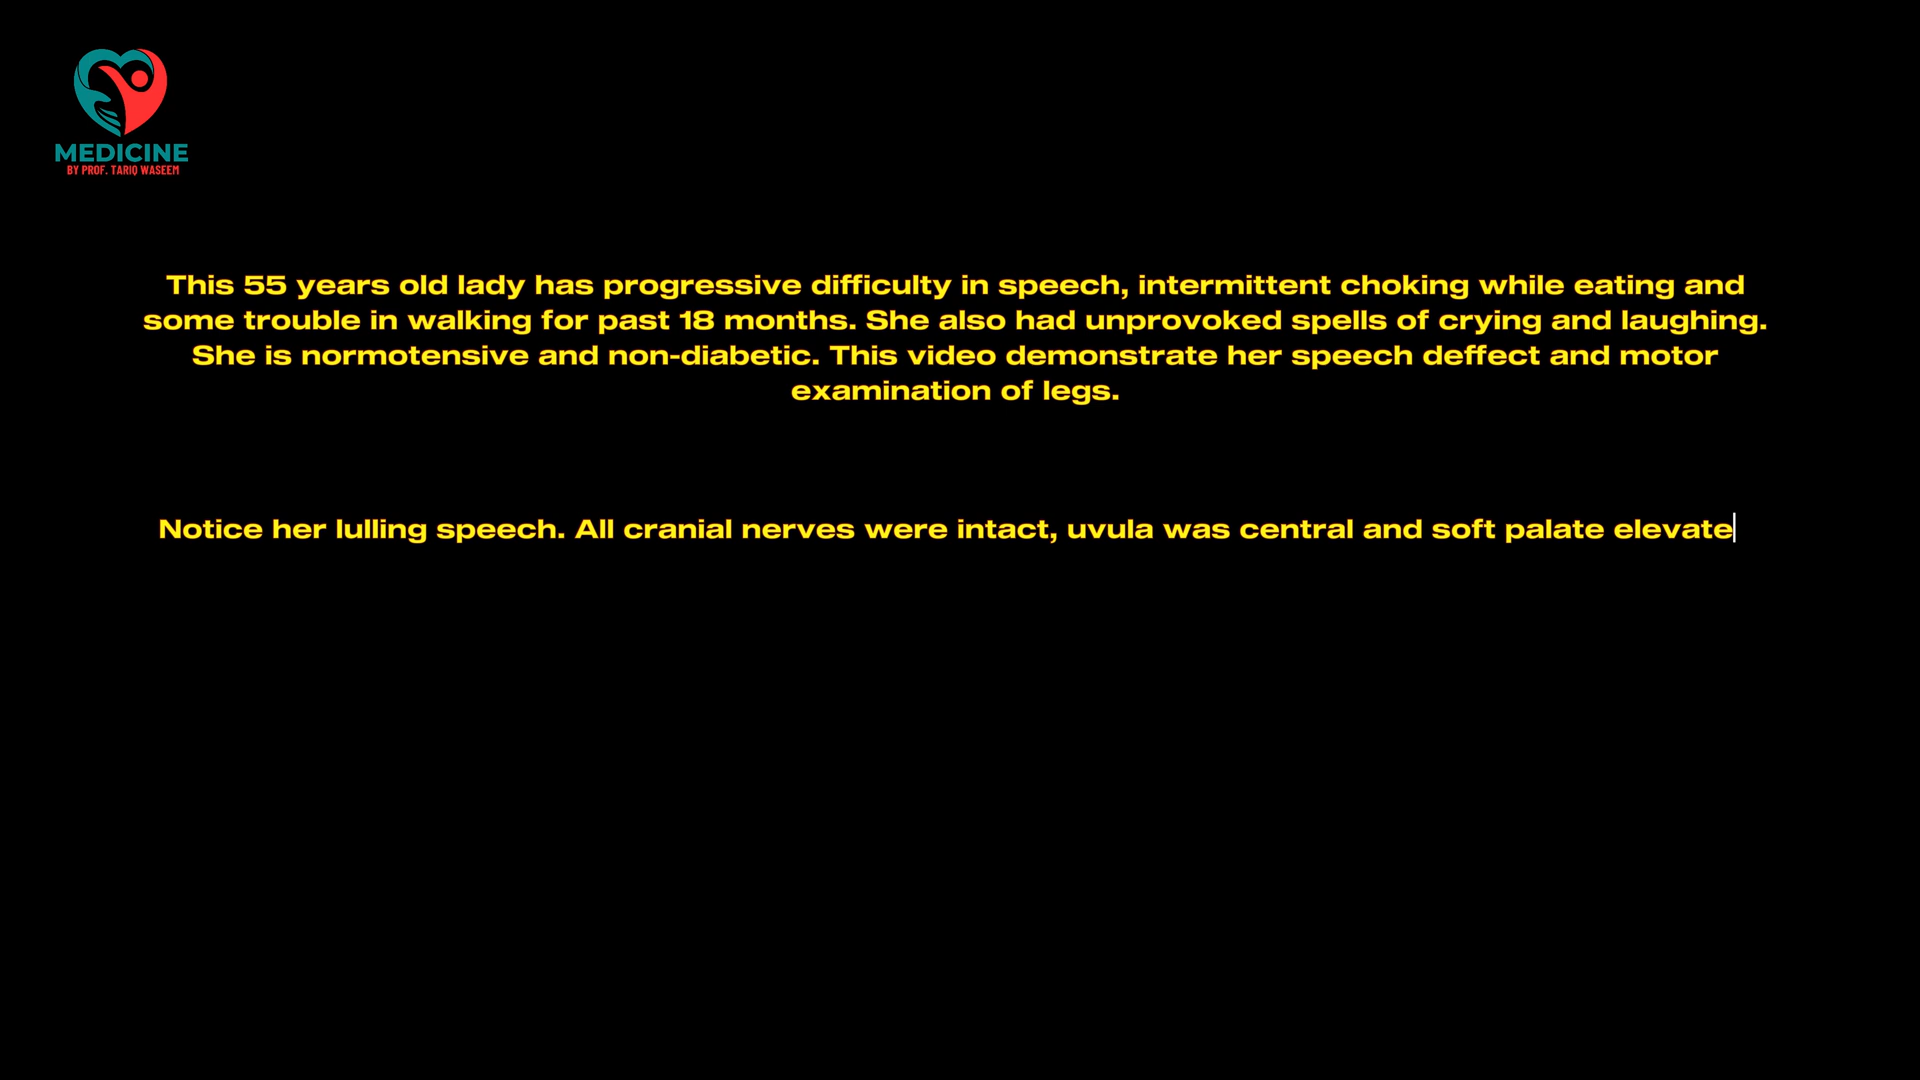 MEDICINE
BY PROF. TARIQ WASEEM
This 55 years old lady has progressive difficulty in speech, intermittent choking while eating and
some trouble in walking for past 18 months. She also had unprovoked spells of crying and laughing.
She is normotensive and non-diabetic. This video demonstrate her speech deffect and motor
examination of legs.
Notice her lulling speech. All cranial nerves were intact, uvula was central and soft palate elevate